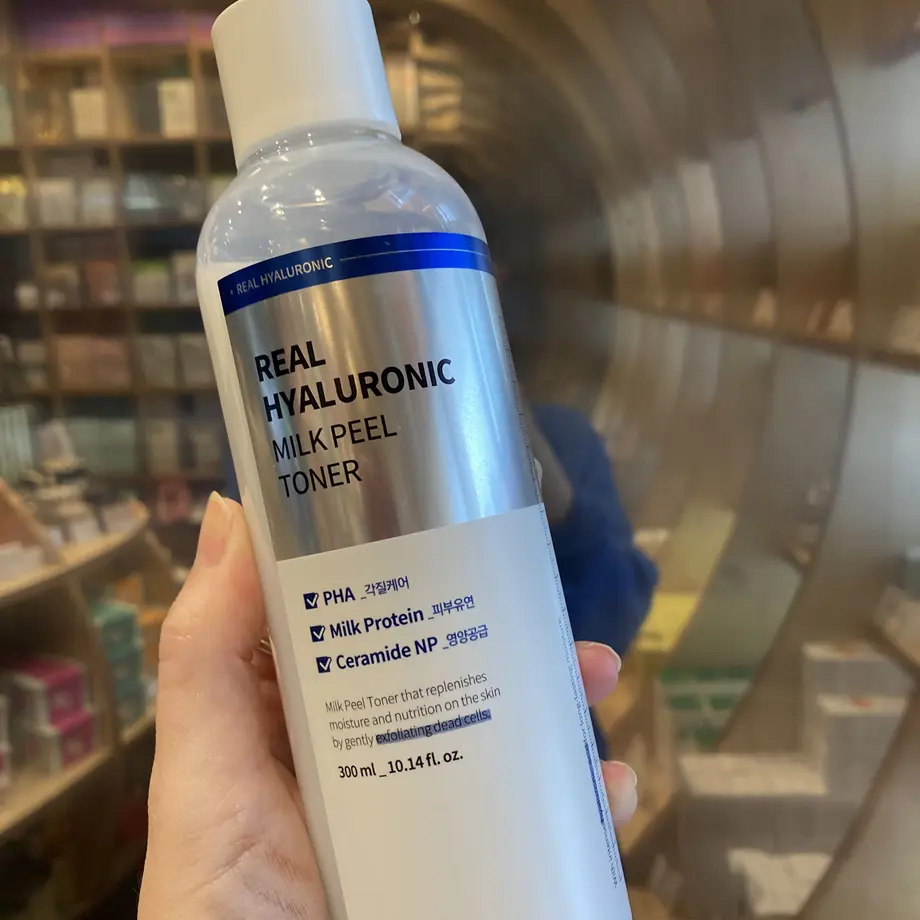 • REAL HYALURONIC
REAL
HYALURONIC
MILK PEEL
TONER
PHA _각질케어
Milk Protein _피부유연
Ceramide NP _영양공급
Milk Peel Toner that replenishes
moisture and nutrition on the skin
by gently exfoliating dead cells.
300 ml _ 10.14 fl. oz.